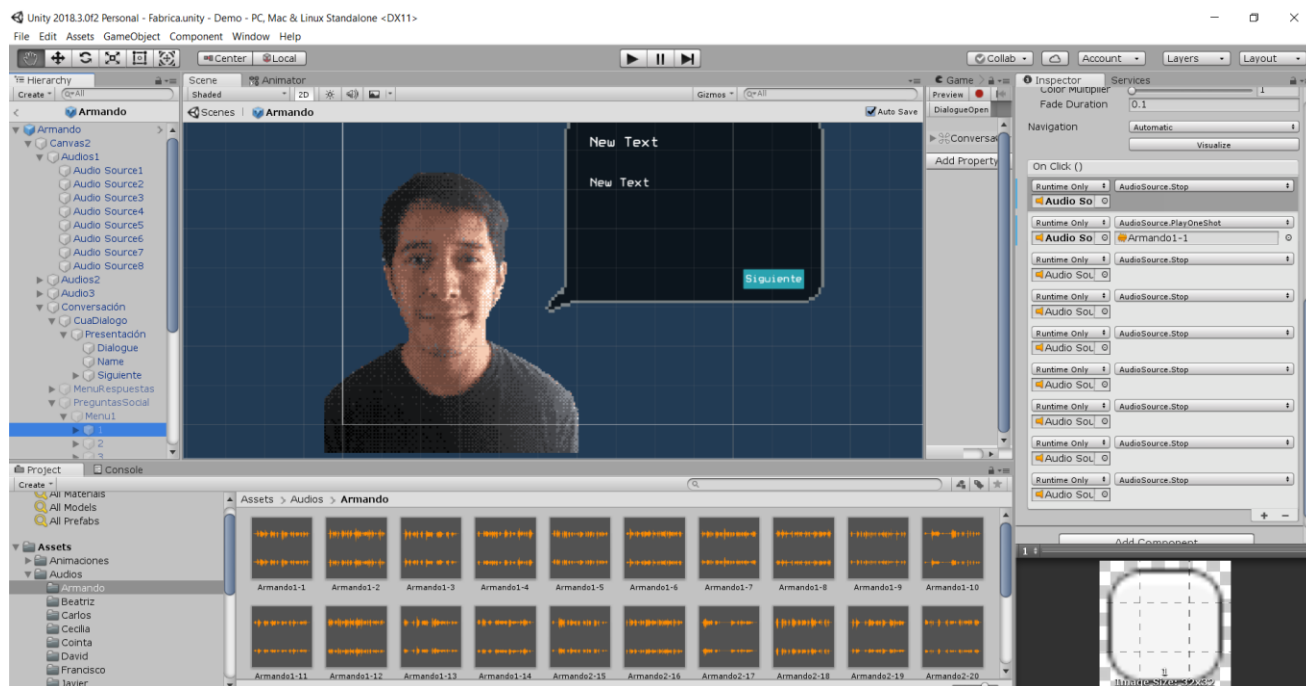 Unity 2018.3.0f2 Personal - Fabrica.unity - Demo - PC, Mac & Linux Standalone <DX11>
File Edit Assets GameObject Component Window Help
Center Local Collab Account Layers Layout
Hierarchy
Create All
Armando
Armando
Canvas2
Audios1
Audio Source1
Audio Source2
Audio Source3
Audio Source4
Audio Source5
Audio Source6
Audio Source7
Audio Source8
Audios2
Audio3
Conversación
CuaDialogo
Presentación
Dialogue
Name
Siguiente
MenuRespuestas
PreguntasSocial
Menu1
1
2
3
Scene Animator
Shaded 2D Gizmos All
Scenes Armando Auto Save
New Text
New Text
Siguiente
Game
Preview
DialogueOpen
Conversa
Add Property
Inspector Services
Color Multiplier 1
Fade Duration 0.1
Navigation Automatic
Visualize
On Click ()
Runtime Only AudioSource.Stop
Audio So
Runtime Only AudioSource.PlayOneShot
Audio So Armando1-1
Runtime Only AudioSource.Stop
Audio Sou
Runtime Only AudioSource.Stop
Audio Sou
Runtime Only AudioSource.Stop
Audio Sou
Runtime Only AudioSource.Stop
Audio Sou
Runtime Only AudioSource.Stop
Audio Sou
Runtime Only AudioSource.Stop
Audio Sou
Runtime Only AudioSource.Stop
Audio Sou
+ -
Add Component
1
1
Image Size: 32x32
Project Console
Create
All Materials
All Models
All Prefabs
Assets
Animaciones
Audios
Armando
Beatriz
Carlos
Cecilia
Cointa
David
Francisco
Javier
Assets > Audios > Armando
Armando1-1 Armando1-2 Armando1-3 Armando1-4 Armando1-5 Armando1-6 Armando1-7 Armando1-8 Armando1-9 Armando1-10
Armando1-11 Armando1-12 Armando1-13 Armando1-14 Armando2-15 Armando2-16 Armando2-17 Armando2-18 Armando2-19 Armando2-20